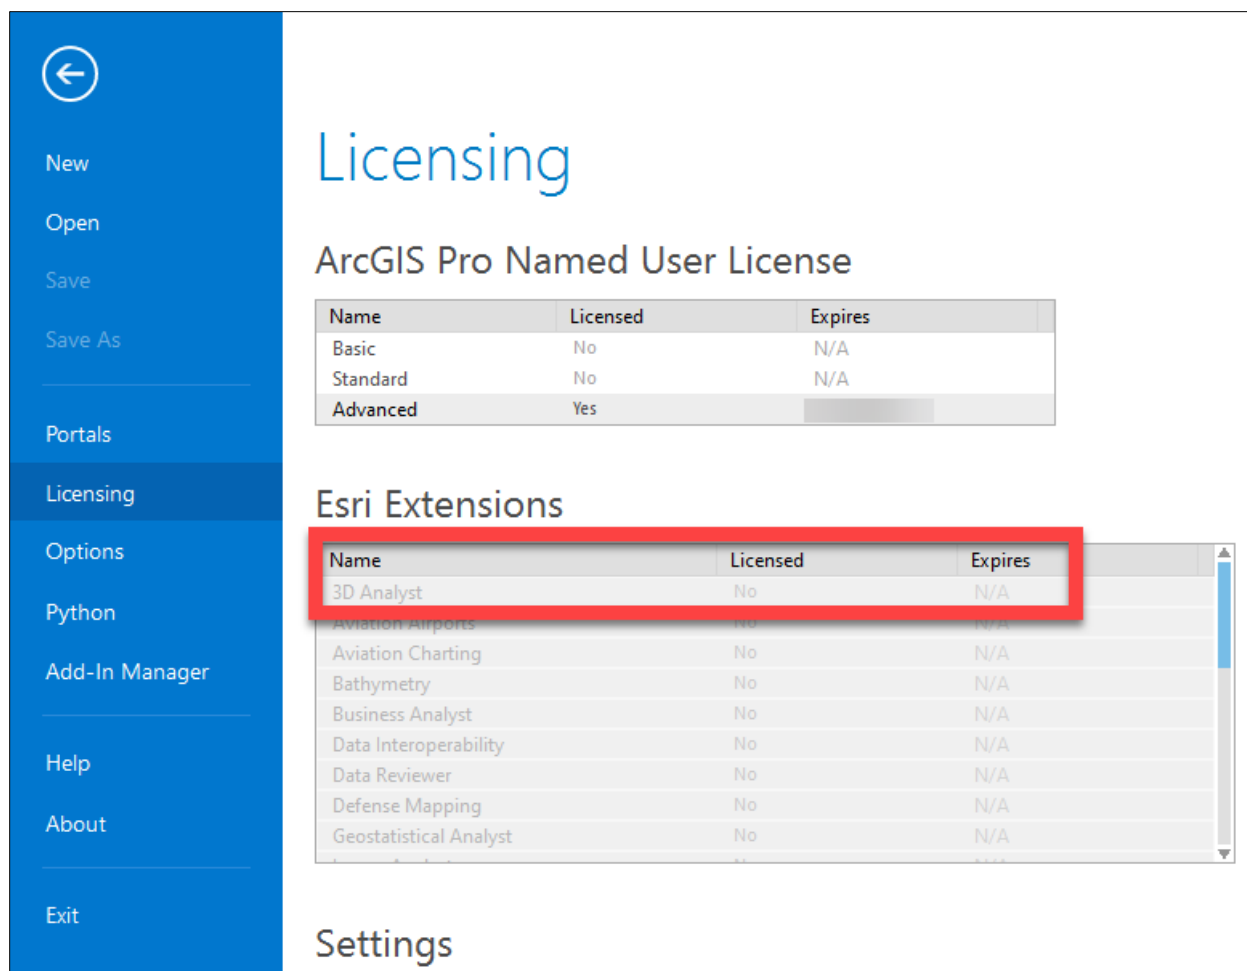 New
Open
Save
Save As
Portals
Licensing
Options
Python
Add-In Manager
Help
About
Exit
Licensing
ArcGIS Pro Named User License
Name Licensed Expires
Basic No N/A
Standard No N/A
Advanced Yes
Esri Extensions
Name Licensed Expires
3D Analyst No N/A
Aviation Airports No N/A
Aviation Charting No N/A
Bathymetry No N/A
Business Analyst No N/A
Data Interoperability No N/A
Data Reviewer No N/A
Defense Mapping No N/A
Geostatistical Analyst No N/A
Settings